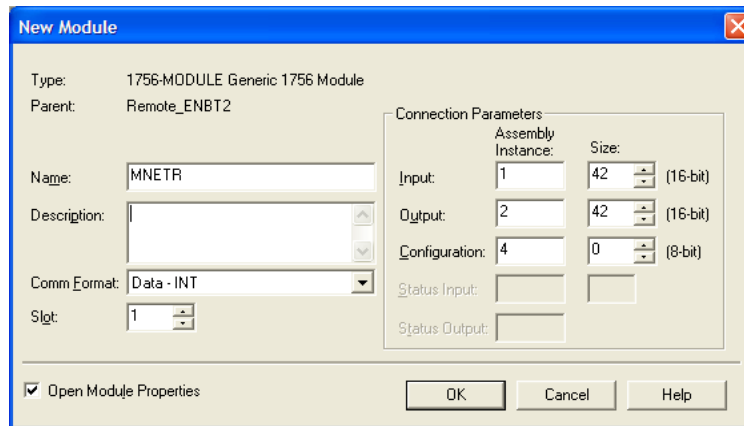 New Module
Type: 1756-MODULE Generic 1756 Module
Parent: Remote_ENBT2
Connection Parameters
Assembly Instance: Size:
Name: MNETR
Input: 1 42 (16-bit)
Description:
Output: 2 42 (16-bit)
Configuration: 4 0 (8-bit)
Comm Format: Data - INT
Status Input:
Slot: 1
Status Output:
Open Module Properties
OK Cancel Help